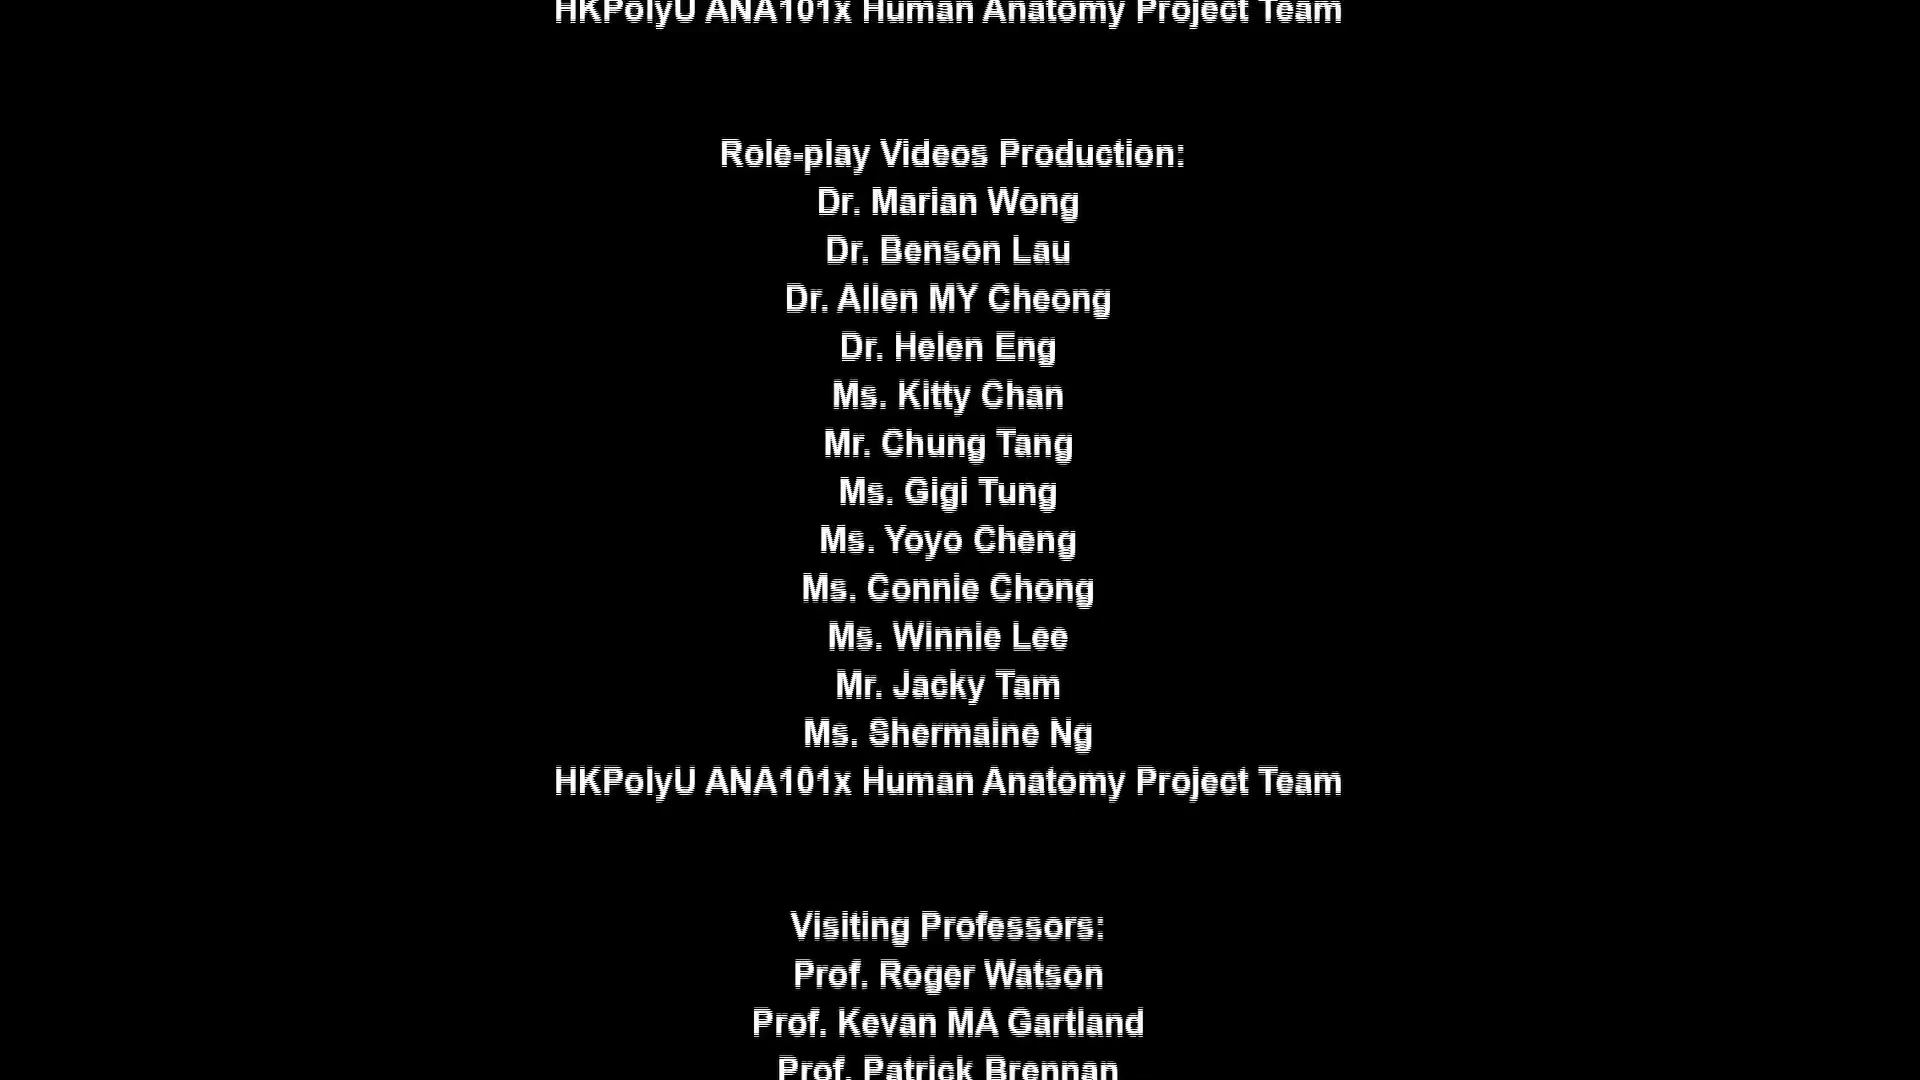 HKPolyU ANA101x Human Anatomy Project Team
Role-play Videos Production:
Dr. Marian Wong
Dr. Benson Lau
Dr. Allen MY Cheong
Dr. Helen Eng
Ms. Kitty Chan
Mr. Chung Tang
Ms. Gigi Tung
Ms. Yoyo Cheng
Ms. Connie Chong
Ms. Winnie Lee
Mr. Jacky Tam
Ms. Shermaine Ng
HKPolyU ANA101x Human Anatomy Project Team
Visiting Professors:
Prof. Roger Watson
Prof. Kevan MA Gartland
Prof. Patrick Brennan